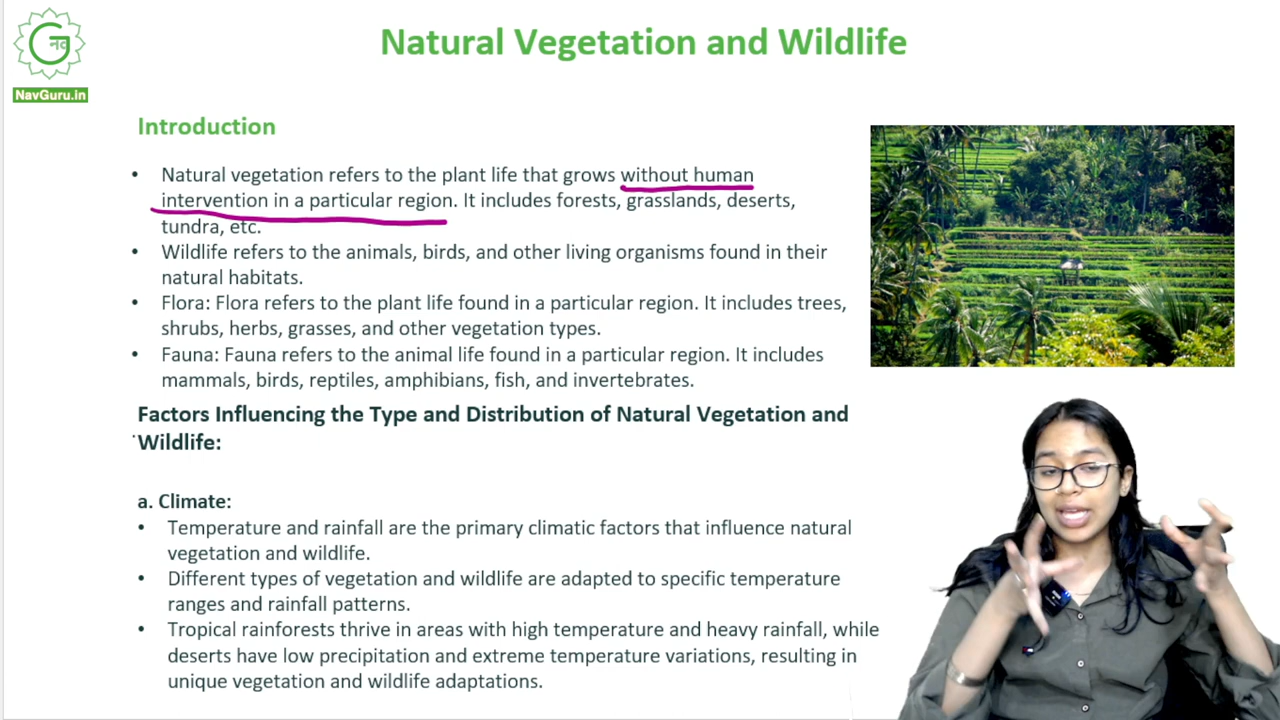 नव
NavGuru.in
Natural Vegetation and Wildlife
Introduction
• Natural vegetation refers to the plant life that grows without human
intervention in a particular region. It includes forests, grasslands, deserts,
tundra, etc.
• Wildlife refers to the animals, birds, and other living organisms found in their
natural habitats.
• Flora: Flora refers to the plant life found in a particular region. It includes trees,
shrubs, herbs, grasses, and other vegetation types.
• Fauna: Fauna refers to the animal life found in a particular region. It includes
mammals, birds, reptiles, amphibians, fish, and invertebrates.
Factors Influencing the Type and Distribution of Natural Vegetation and
Wildlife:
a. Climate:
• Temperature and rainfall are the primary climatic factors that influence natural
vegetation and wildlife.
• Different types of vegetation and wildlife are adapted to specific temperature
ranges and rainfall patterns.
• Tropical rainforests thrive in areas with high temperature and heavy rainfall, while
deserts have low precipitation and extreme temperature variations, resulting in
unique vegetation and wildlife adaptations.